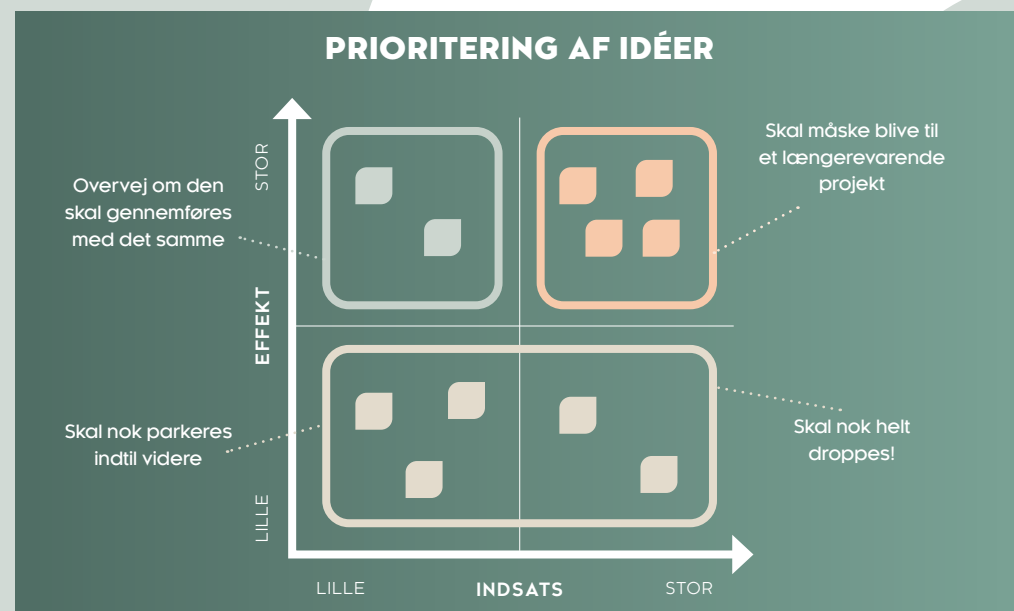 PRIORITERING AF IDÉER
STOR
Overvej om den
skal gennemføres
med det samme
Skal måske blive til
et længerevarende
projekt
EFFEKT
Skal nok parkeres
indtil videre
Skal nok helt
droppes!
LILLE
LILLE
INDSATS
STOR